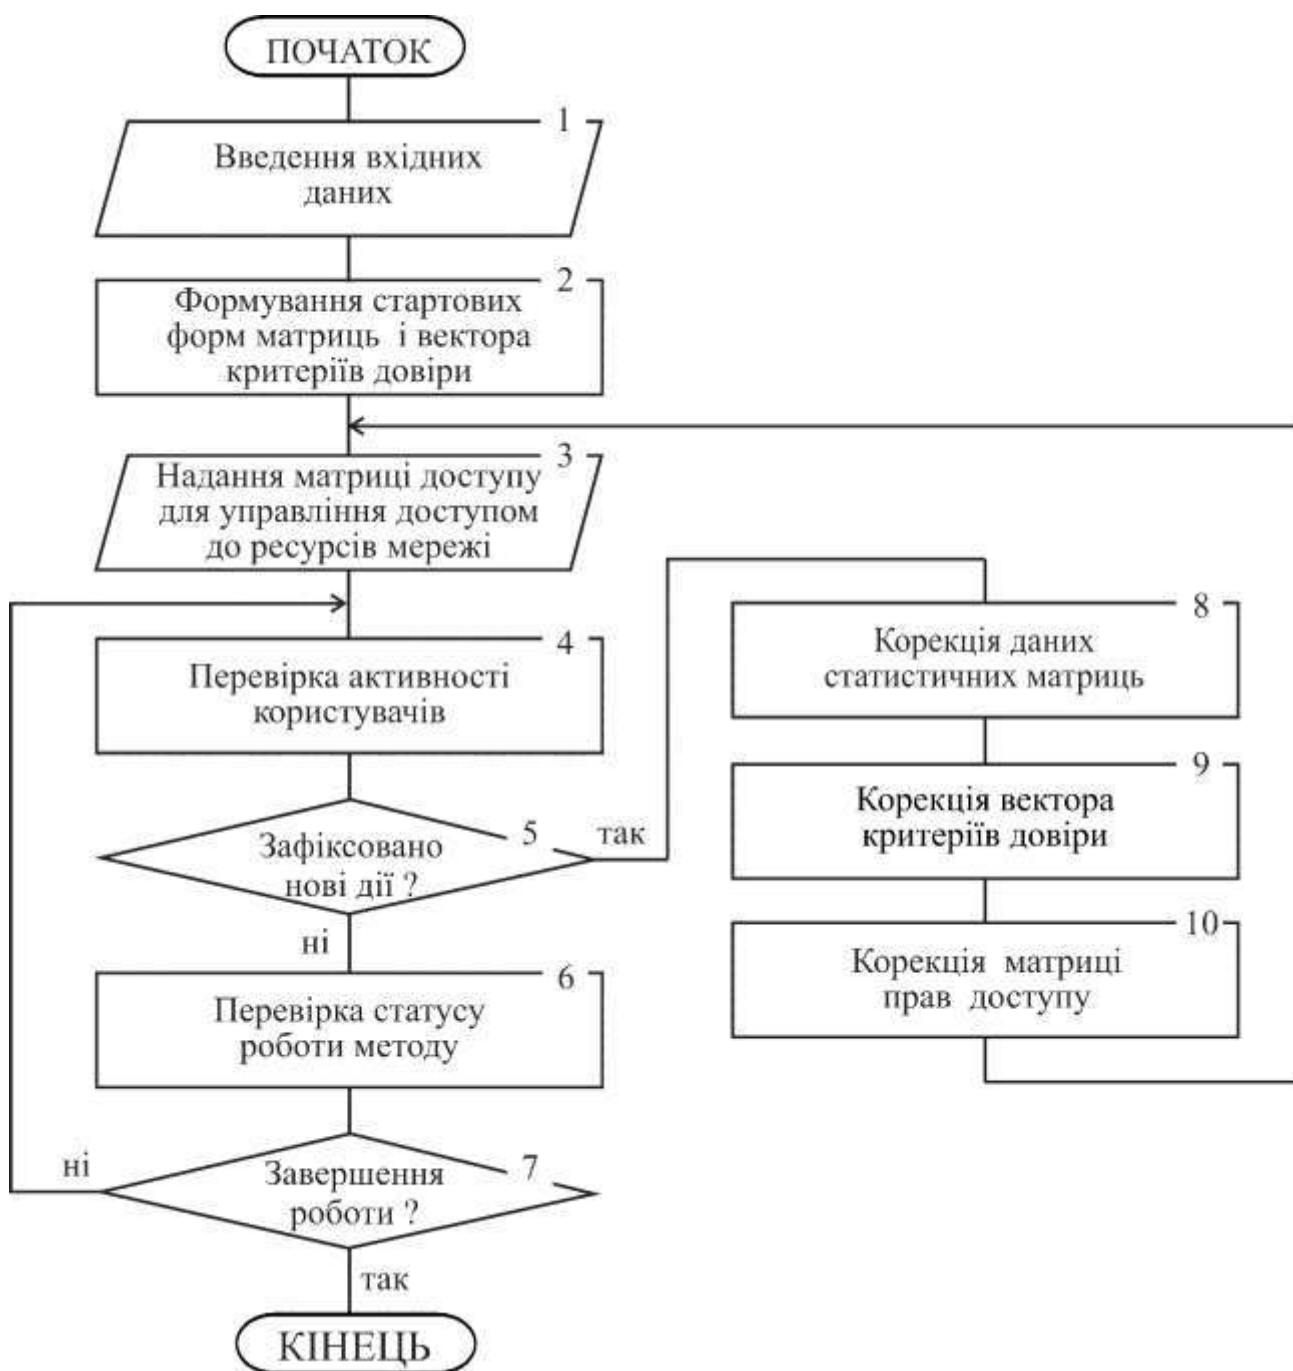 ПОЧАТОК
1
Введення вхідних
даних
2
Формування стартових
форм матриць і вектора
критеріїв довіри
3
Надання матриці доступу
для управління доступом
до ресурсів мережі
4
Перевірка активності
користувачів
5
Зафіксовано
нові дії ?
так
ні
6
Перевірка статусу
роботи методу
7
Завершення
роботи ?
ні
так
КІНЕЦЬ
8
Корекція даних
статистичних матриць
9
Корекція вектора
критеріїв довіри
10
Корекція матриці
прав доступу